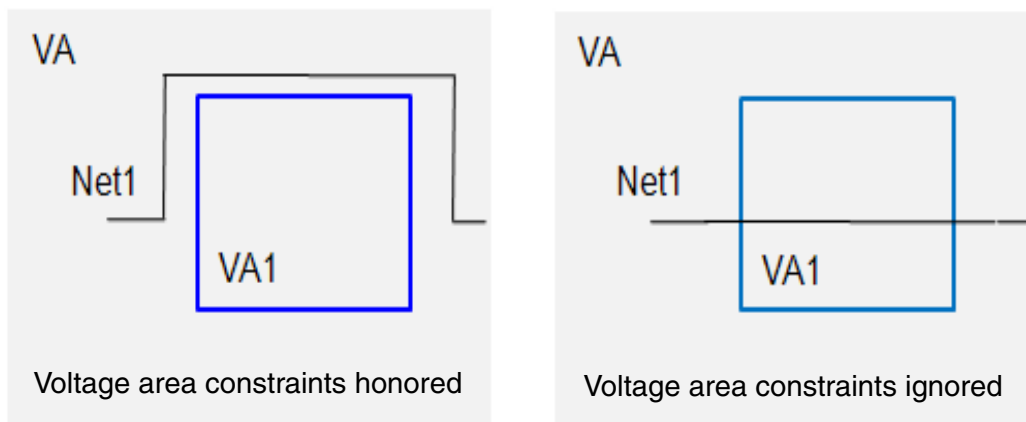 VA
Net1
VA1
Voltage area constraints honored
VA
Net1
VA1
Voltage area constraints ignored